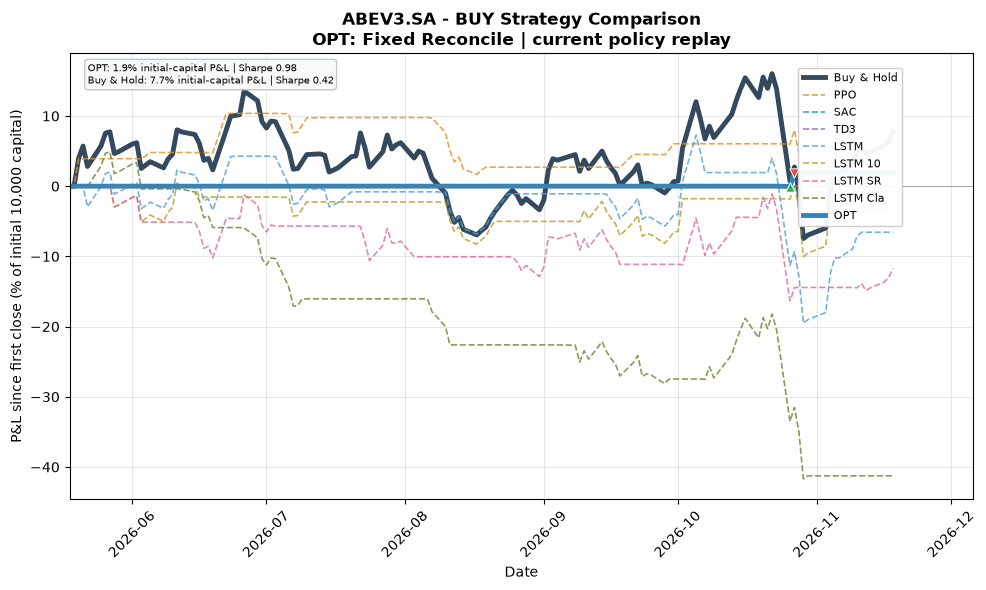 ABEV3.SA - BUY Strategy Comparison
OPT: Fixed Reconcile | current policy replay
OPT: 1.9% initial-capital P&L | Sharpe 0.98
Buy & Hold: 7.7% initial-capital P&L | Sharpe 0.42
Buy & Hold
PPO
SAC
TD3
LSTM
LSTM 10
LSTM SR
LSTM Cla
OPT
P&L since first close (% of initial 10,000 capital)
10
0
−10
−20
−30
−40
2026-06
2026-07
2026-08
2026-09
2026-10
2026-11
2026-12
Date